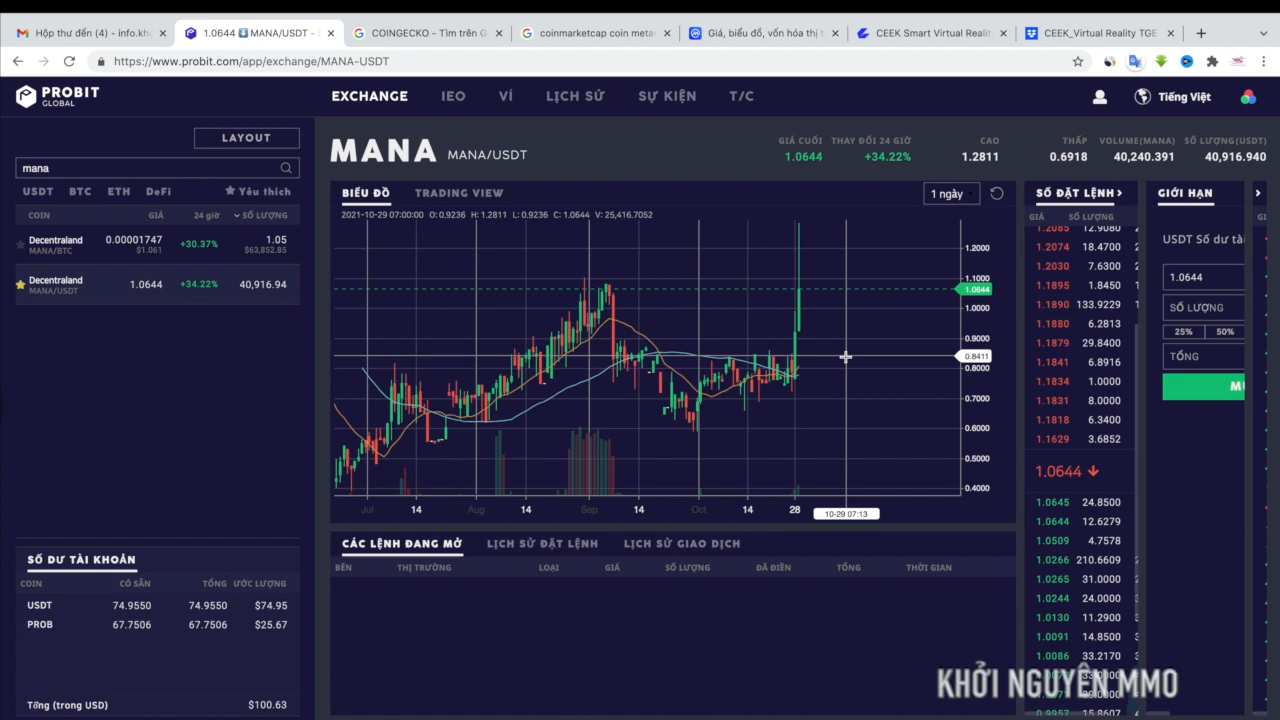 Hộp thư đến (4) - info.kho
1.0644 MANA/USDT -
COINGECKO - Tìm trên G
coinmarketcap coin meta
Giá, biểu đồ, vốn hóa thị t
CEEK Smart Virtual Realit
CEEK_Virtual Reality TGE
https://www.probit.com/app/exchange/MANA-USDT
PROBIT
GLOBAL
EXCHANGE IEO VÍ LỊCH SỬ SỰ KIỆN T/C
Tiếng Việt
LAYOUT
mana
USDT BTC ETH DeFi Yêu thích
COIN GIÁ 24 giờ SỐ LƯỢNG
Decentraland 0.00001747 +30.37% 1.05
MANA/BTC $1.061 $63,852.85
Decentraland 1.0644 +34.22% 40,916.94
MANA/USDT
SỐ DƯ TÀI KHOẢN
COIN CÓ SẴN TỔNG ƯỚC LƯỢNG
USDT 74.9550 74.9550 $74.95
PROB 67.7506 67.7506 $25.67
Tổng (trong USD) $100.63
MANA MANA/USDT
GIÁ CUỐI THAY ĐỔI 24 GIỜ CAO THẤP VOLUME(MANA) SỐ LƯỢNG(USDT)
1.0644 +34.22% 1.2811 0.6918 40,240.391 40,916.940
BIỂU ĐỒ TRADING VIEW 1 ngày
2021-10-29 07:00:00 O: 0.9236 H: 1.2811 L: 0.9236 C: 1.0644 V: 25,416.7052
1.2000
1.1000
1.0644
1.0000
0.9000
0.8411
0.8000
0.7000
0.6000
0.5000
0.4000
Jul 14 Aug 14 Sep 14 Oct 14 28 10-29 07:13
CÁC LỆNH ĐANG MỞ LỊCH SỬ ĐẶT LỆNH LỊCH SỬ GIAO DỊCH
BÊN THỊ TRƯỜNG LOẠI GIÁ SỐ LƯỢNG ĐÃ ĐIỀN TỔNG THỜI GIAN
SỔ ĐẶT LỆNH>
GIÁ SỐ LƯỢNG
1.2085 12.9080
1.2074 18.4700
1.2030 7.6300
1.1895 1.8450
1.1890 133.9229
1.1880 6.2813
1.1879 29.8400
1.1841 6.8916
1.1834 1.0000
1.1831 8.0000
1.1818 6.3400
1.1629 3.6852
1.0644
1.0645 24.8500
1.0644 12.6279
1.0509 4.7578
1.0266 210.6609
1.0265 31.0000
1.0244 24.0000
1.0130 11.2900
1.0091 14.8500
1.0086 33.2170
0.9957 15.8607
GIỚI HẠN
USDT Số dư tài
1.0644
SỐ LƯỢNG
25% 50%
TỔNG
KHỞI NGUYÊN MMO